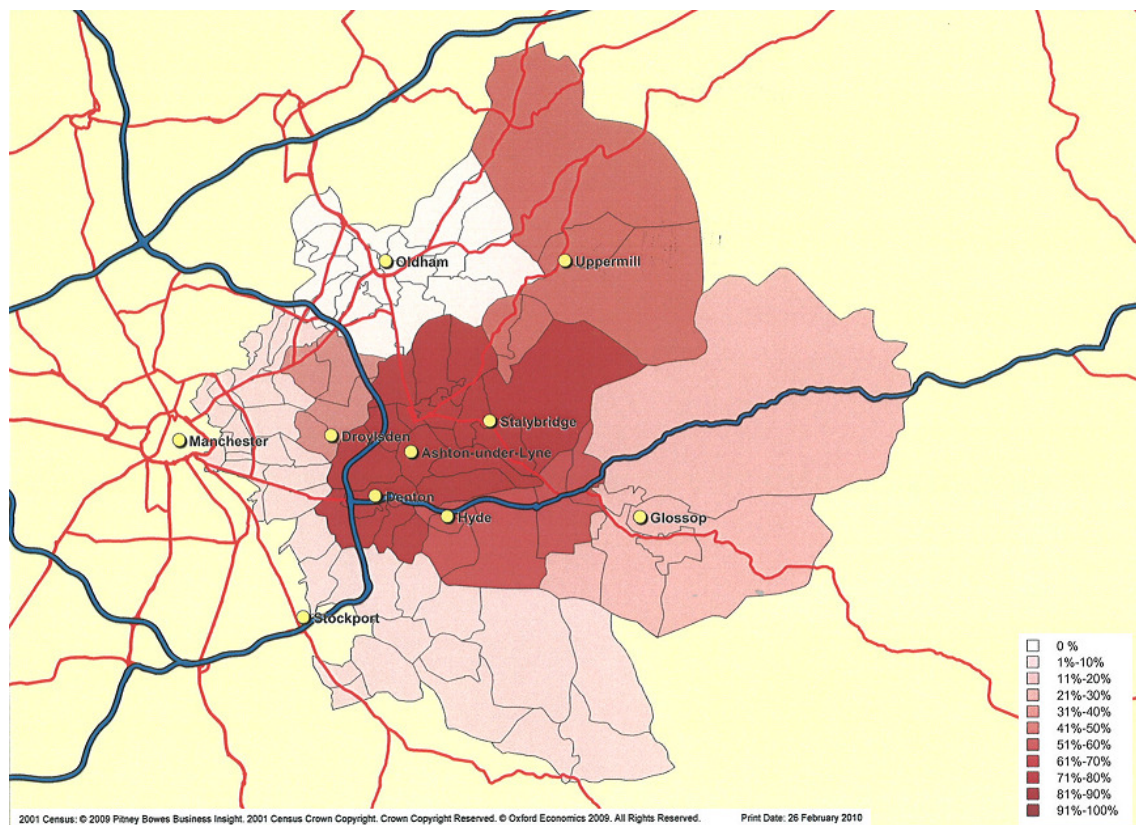 Oldham
Uppermill
Manchester
Droylsden
Stalybridge
Ashton-under-Lyne
Denton
Hyde
Glossop
Stockport
0 %
1%-10%
11%-20%
21%-30%
31%-40%
41%-50%
51%-60%
61%-70%
71%-80%
81%-90%
91%-100%
2001 Census: © 2009 Pitney Bowes Business Insight. 2001 Census Crown Copyright. Crown Copyright Reserved. © Oxford Economics 2009. All Rights Reserved. Print Date: 26 February 2010